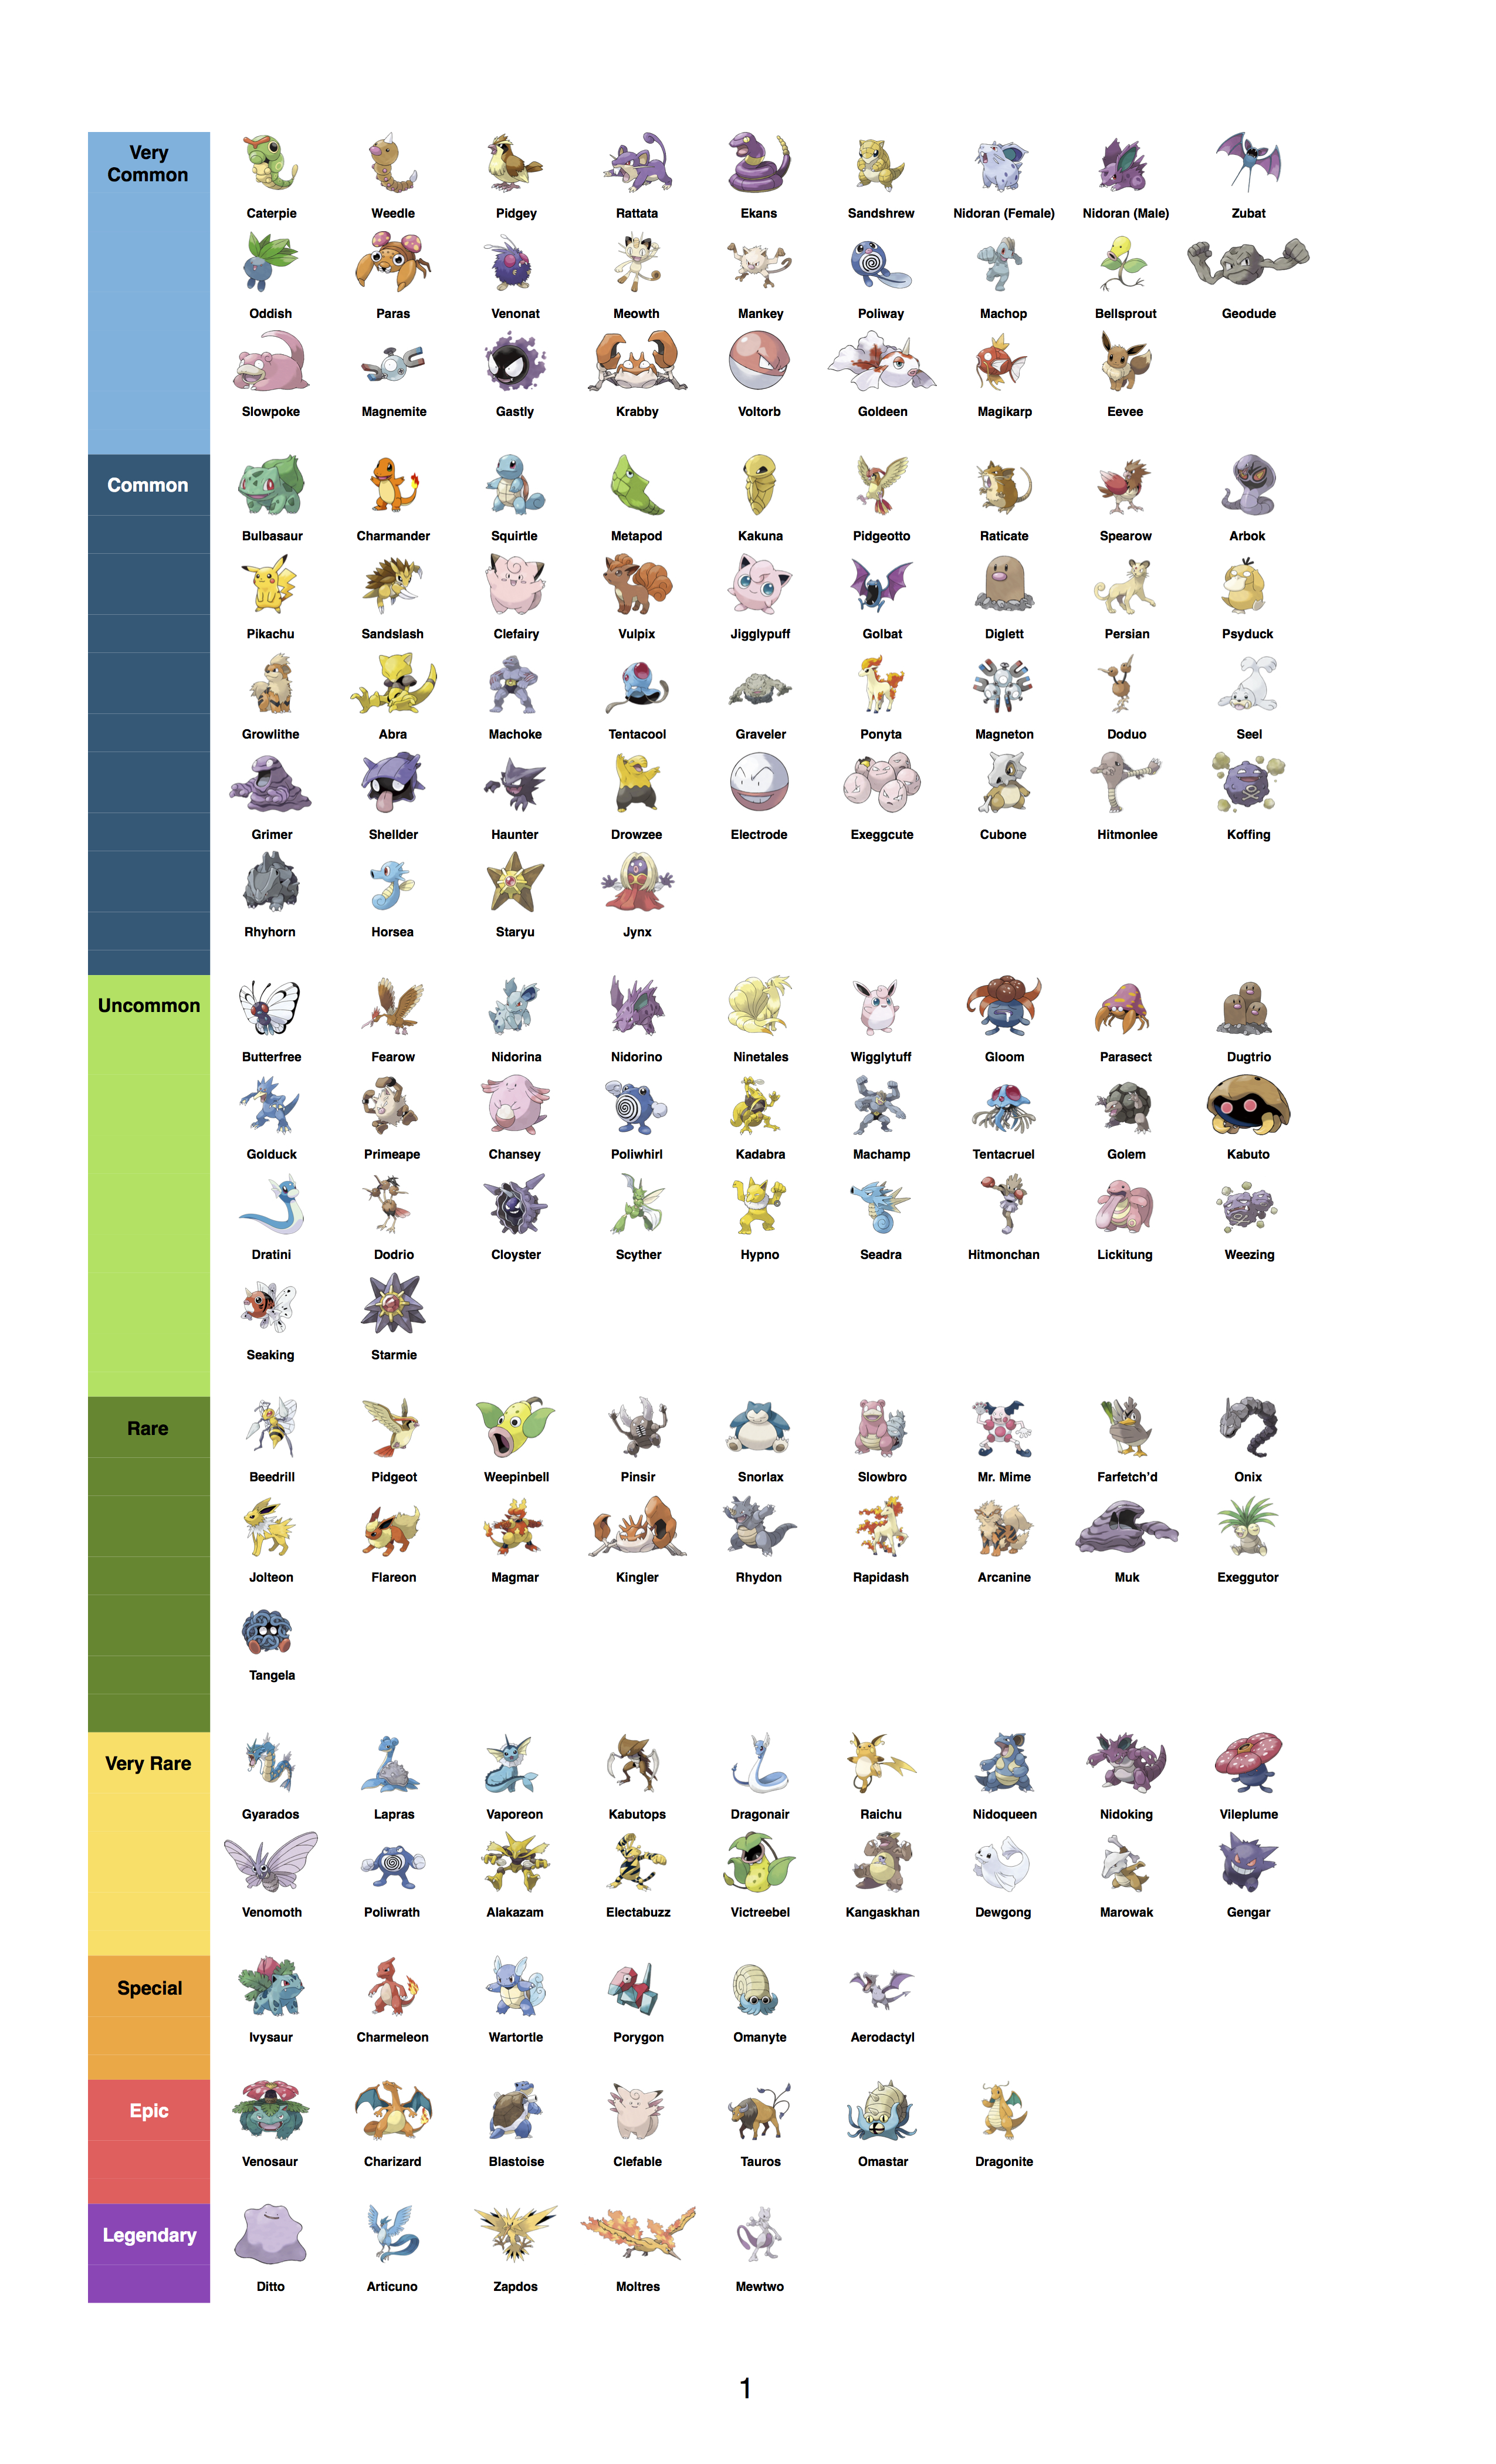 Very
Common
Caterpie Weedle Pidgey Rattata Ekans Sandshrew Nidoran (Female) Nidoran (Male) Zubat
Oddish Paras Venonat Meowth Mankey Poliway Machop Bellsprout Geodude
Slowpoke Magnemite Gastly Krabby Voltorb Goldeen Magikarp Eevee
Common
Bulbasaur Charmander Squirtle Metapod Kakuna Pidgeotto Raticate Spearow Arbok
Pikachu Sandslash Clefairy Vulpix Jigglypuff Golbat Diglett Persian Psyduck
Growlithe Abra Machoke Tentacool Graveler Ponyta Magneton Doduo Seel
Grimer Shellder Haunter Drowzee Electrode Exeggcute Cubone Hitmonlee Koffing
Rhyhorn Horsea Staryu Jynx
Uncommon
Butterfree Fearow Nidorina Nidorino Ninetales Wigglytuff Gloom Parasect Dugtrio
Golduck Primeape Chansey Poliwhirl Kadabra Machamp Tentacruel Golem Kabuto
Dratini Dodrio Cloyster Scyther Hypno Seadra Hitmonchan Lickitung Weezing
Seaking Starmie
Rare
Beedrill Pidgeot Weepinbell Pinsir Snorlax Slowbro Mr. Mime Farfetch’d Onix
Jolteon Flareon Magmar Kingler Rhydon Rapidash Arcanine Muk Exeggutor
Tangela
Very Rare
Gyarados Lapras Vaporeon Kabutops Dragonair Raichu Nidoqueen Nidoking Vileplume
Venomoth Poliwrath Alakazam Electabuzz Victreebel Kangaskhan Dewgong Marowak Gengar
Special
Ivysaur Charmeleon Wartortle Porygon Omanyte Aerodactyl
Epic
Venosaur Charizard Blastoise Clefable Tauros Omastar Dragonite
Legendary
Ditto Articuno Zapdos Moltres Mewtwo
1